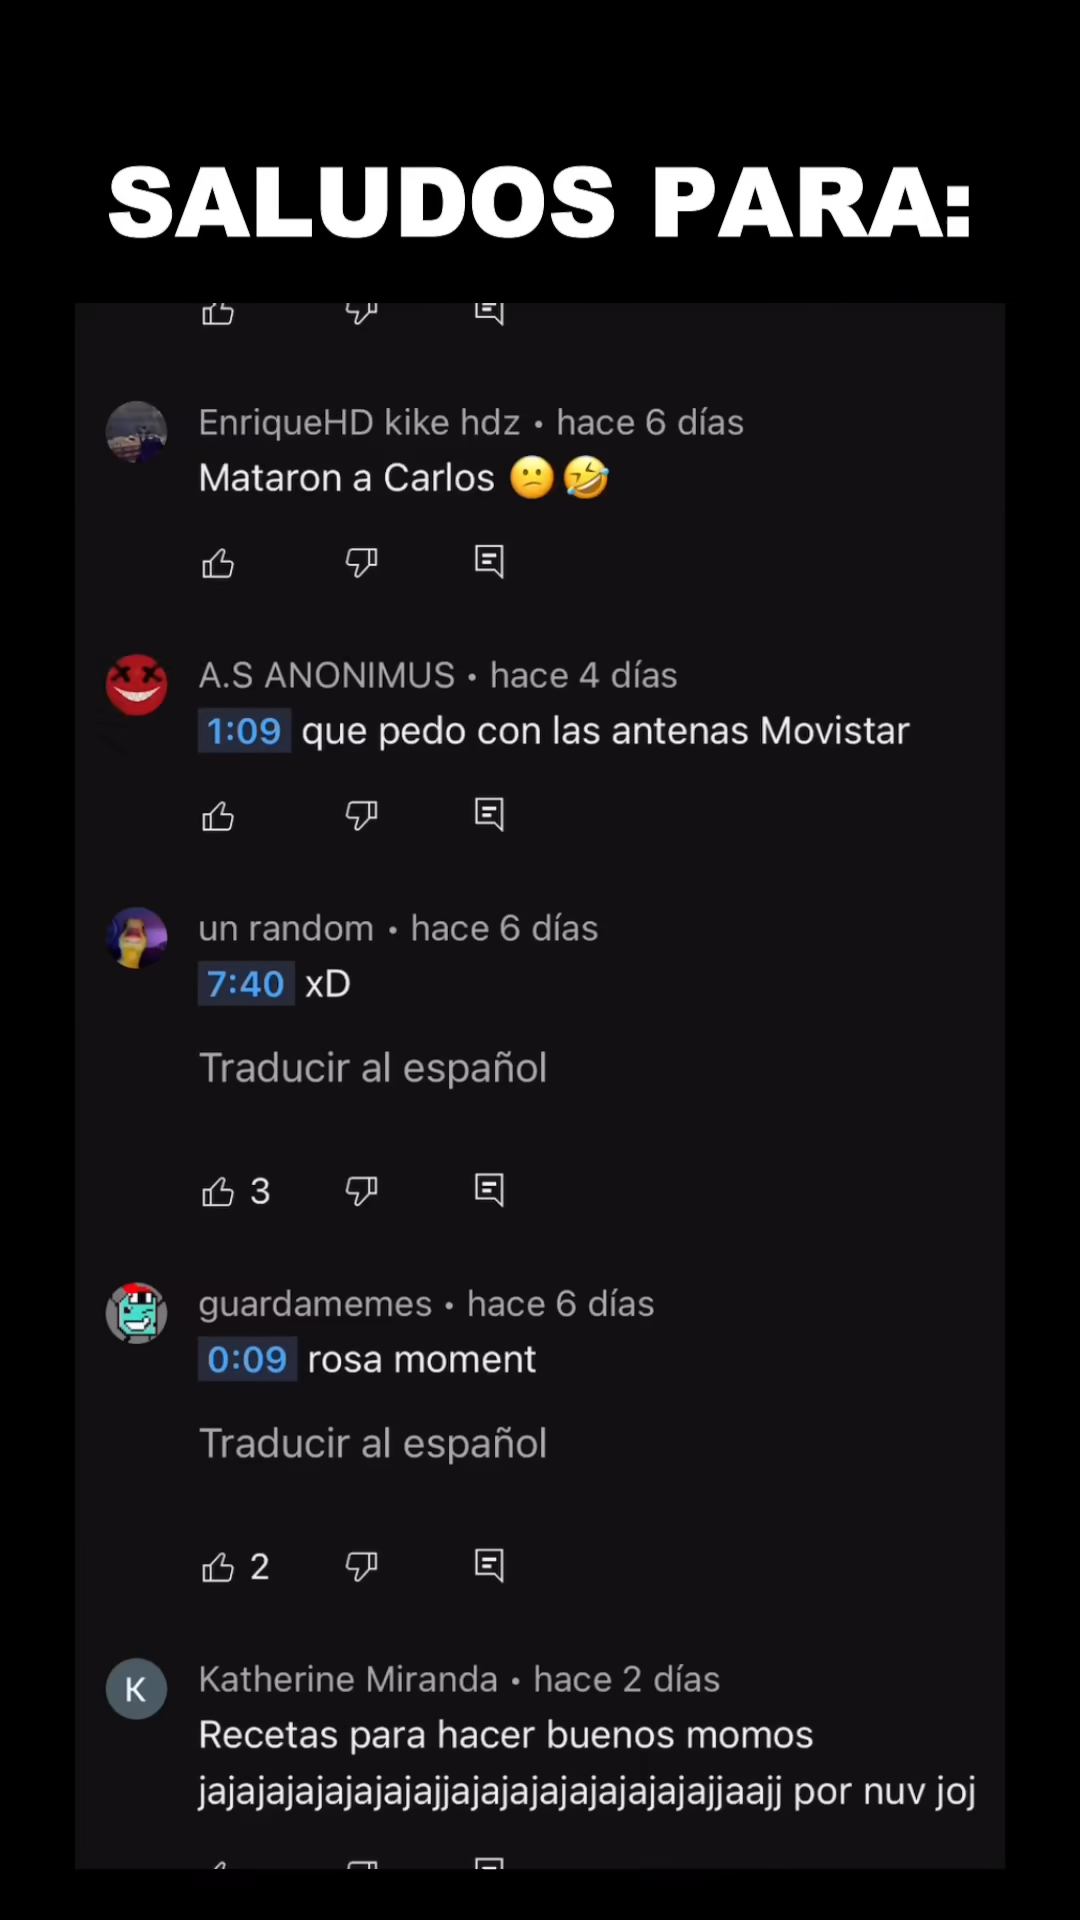 SALUDOS PARA:
EnriqueHD kike hdz • hace 6 días
Mataron a Carlos 😕🤣
A.S ANONIMUS • hace 4 días
1:09 que pedo con las antenas Movistar
un random • hace 6 días
7:40 xD
Traducir al español
3
guardamemes • hace 6 días
0:09 rosa moment
Traducir al español
2
K
Katherine Miranda • hace 2 días
Recetas para hacer buenos momos
jajajajajajajajjajajajajajajajajajjaajj por nuv joj